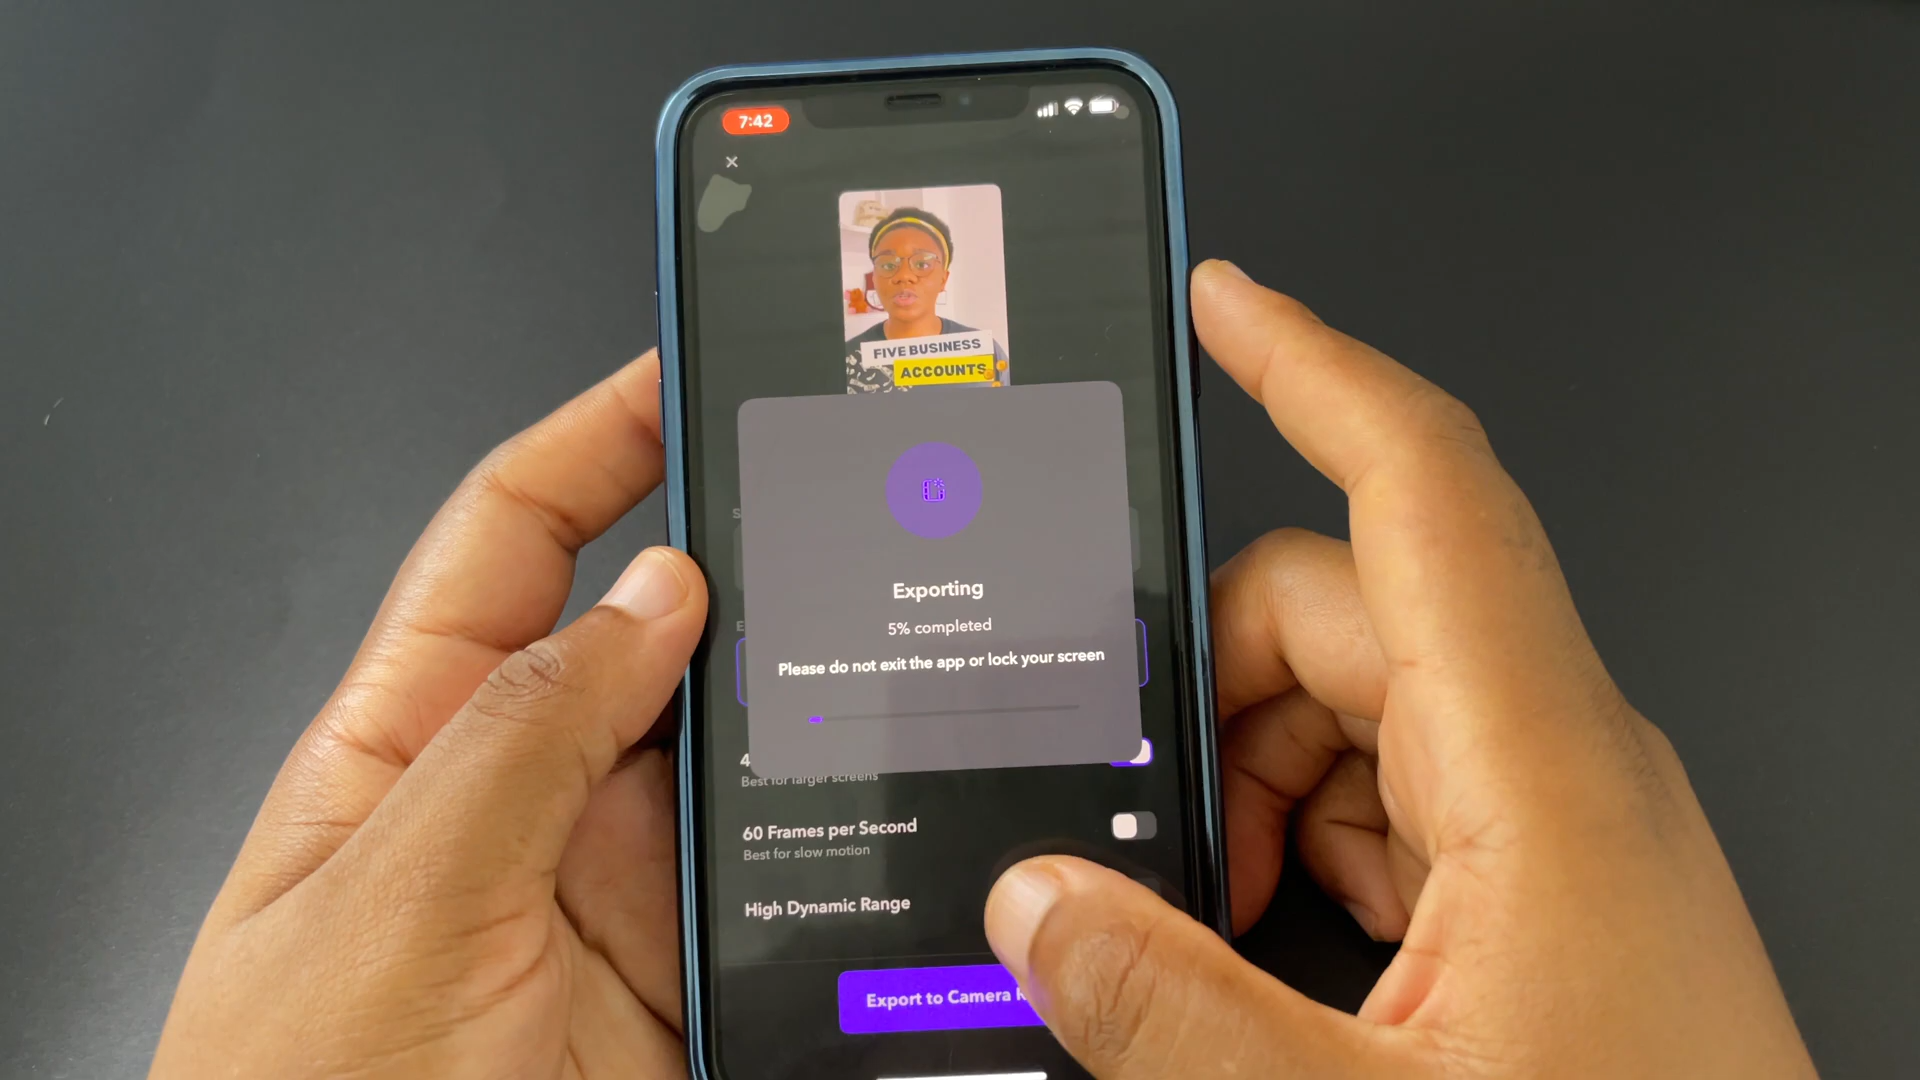 7:42
FIVE BUSINESS
ACCOUNTS
Exporting
5% completed
Please do not exit the app or lock your screen
Best for larger screens
60 Frames per Second
Best for slow motion
High Dynamic Range
Export to Camera